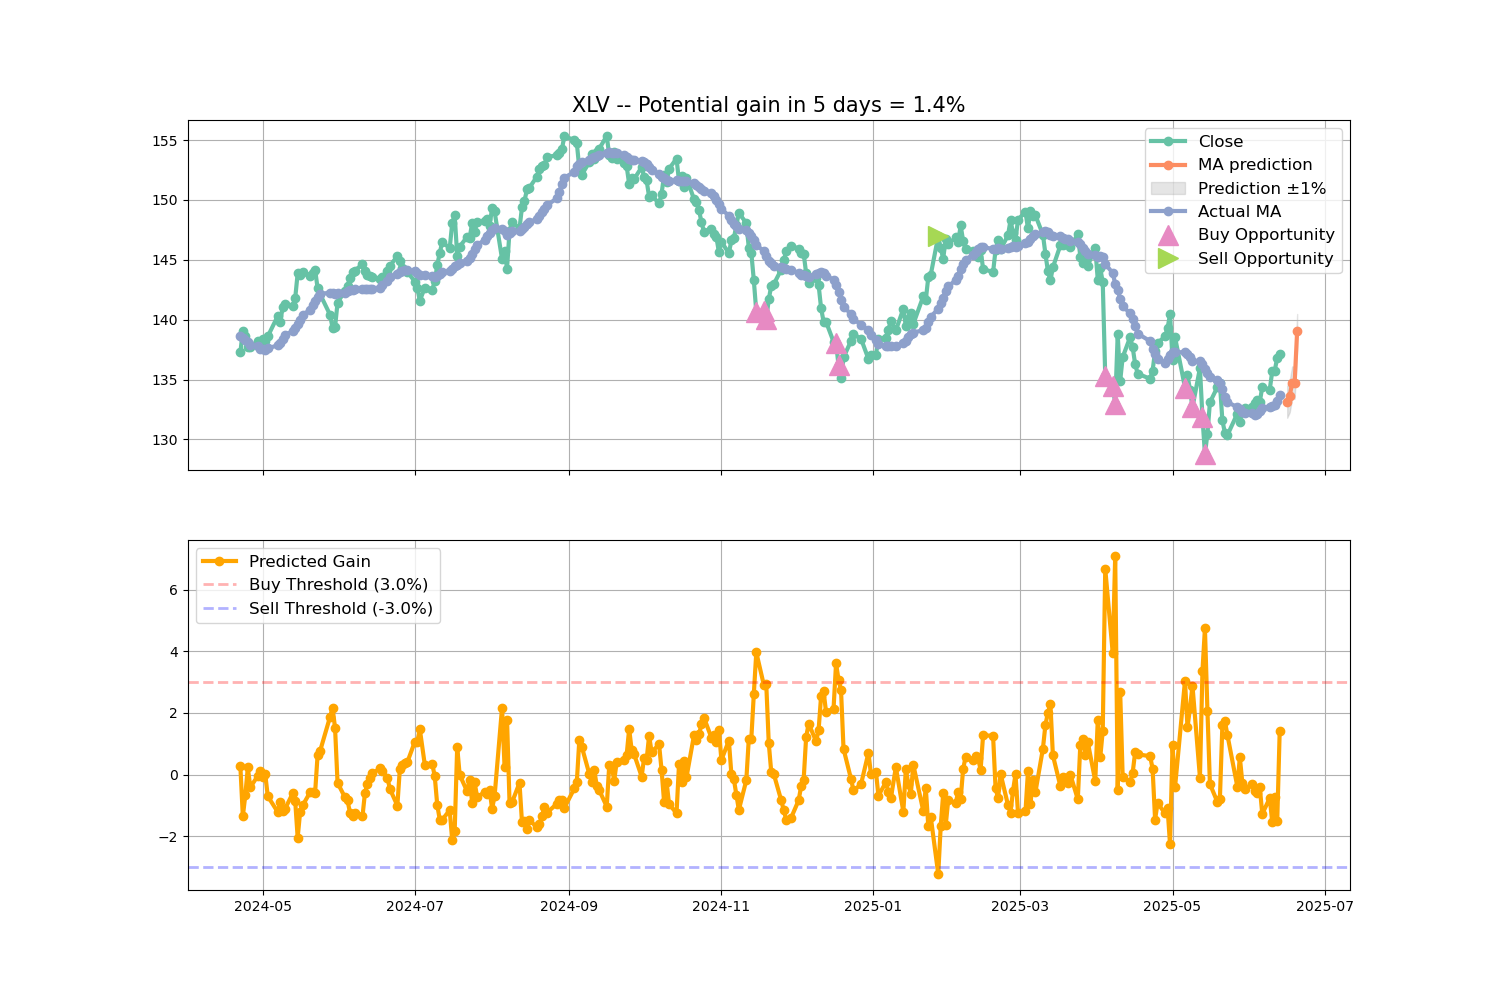 XLV -- Potential gain in 5 days = 1.4%
155
150
145
140
135
130
Close
MA prediction
Prediction ±1%
Actual MA
Buy Opportunity
Sell Opportunity
6
4
2
0
−2
Predicted Gain
Buy Threshold (3.0%)
Sell Threshold (-3.0%)
2024-05
2024-07
2024-09
2024-11
2025-01
2025-03
2025-05
2025-07